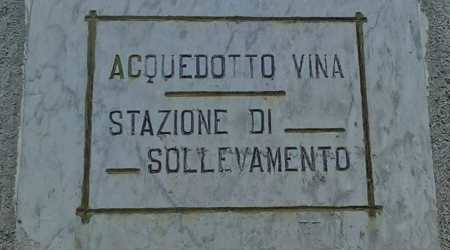 ACQUEDOTTO VINA
STAZIONE DI
SOLLEVAMENTO